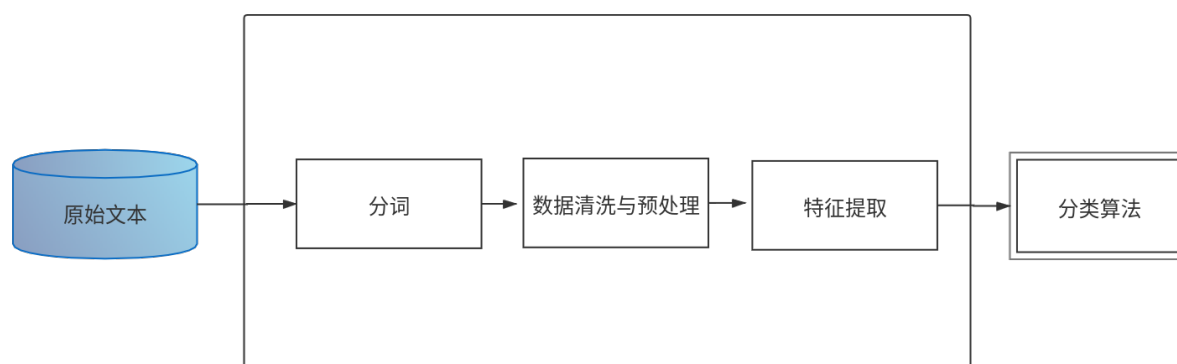 原始文本
分词
数据清洗与预处理
特征提取
分类算法